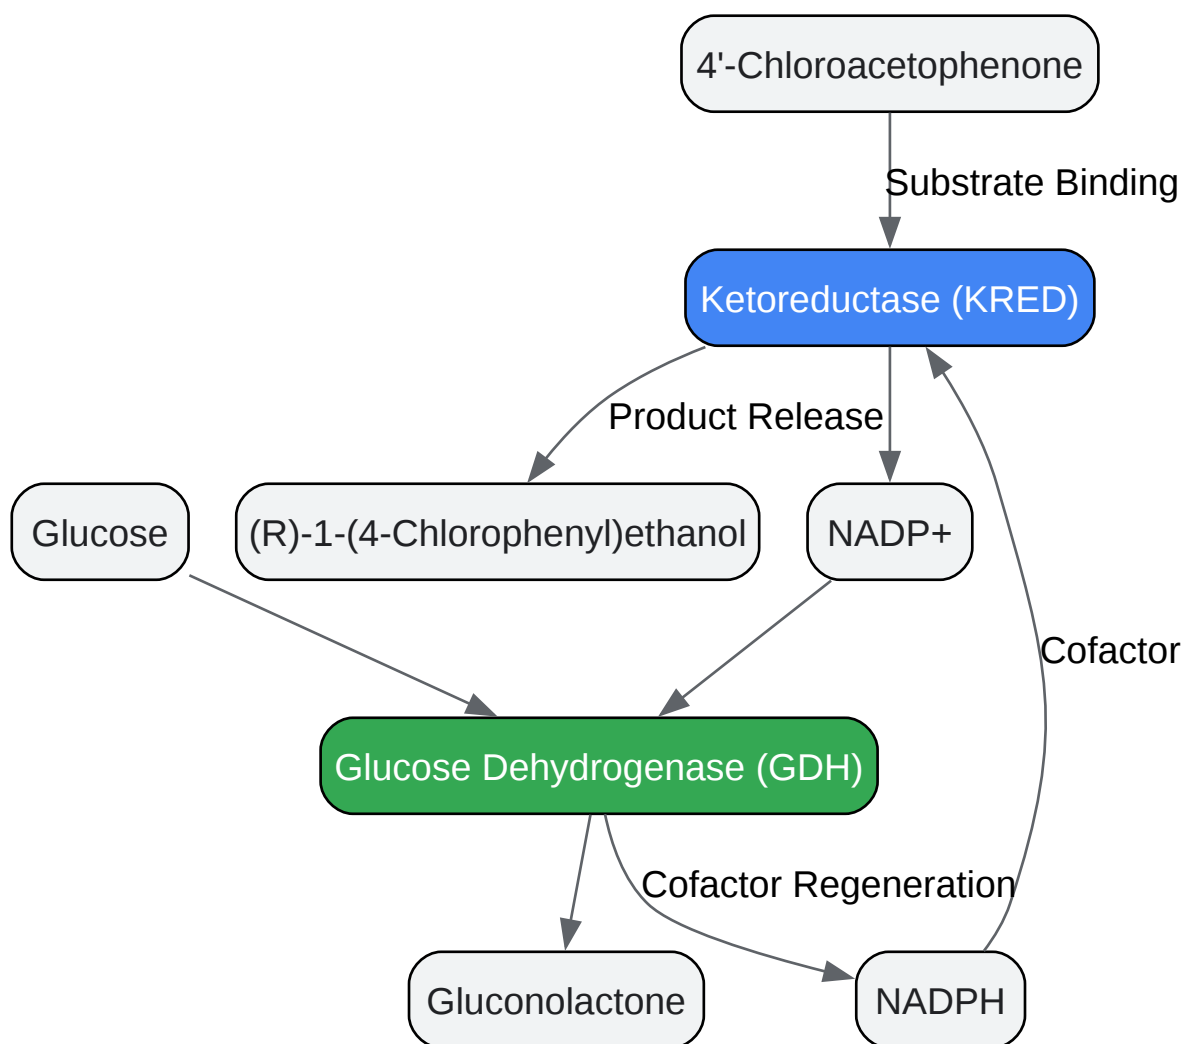 4'-Chloroacetophenone
Substrate Binding
Ketoreductase (KRED)
Product Release
Glucose
(R)-1-(4-Chlorophenyl)ethanol
NADP+
Cofactor
Glucose Dehydrogenase (GDH)
Cofactor Regeneration
Gluconolactone
NADPH